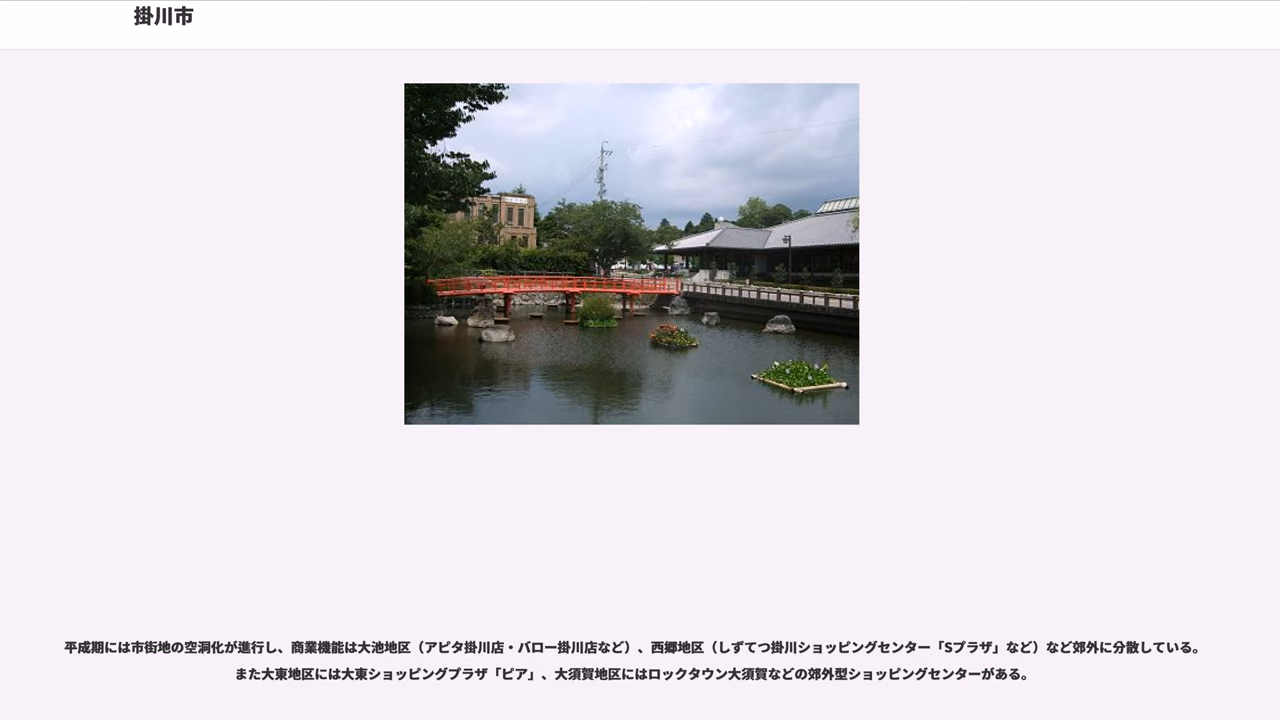 掛川市
平成期には市街地の空洞化が進行し、商業機能は大池地区（アピタ掛川店・バロー掛川店など）、西郷地区（しずてつ掛川ショッピングセンター「Sプラザ」など）など郊外に分散している。
また大東地区には大東ショッピングプラザ「ピア」、大須賀地区にはロックタウン大須賀などの郊外型ショッピングセンターがある。